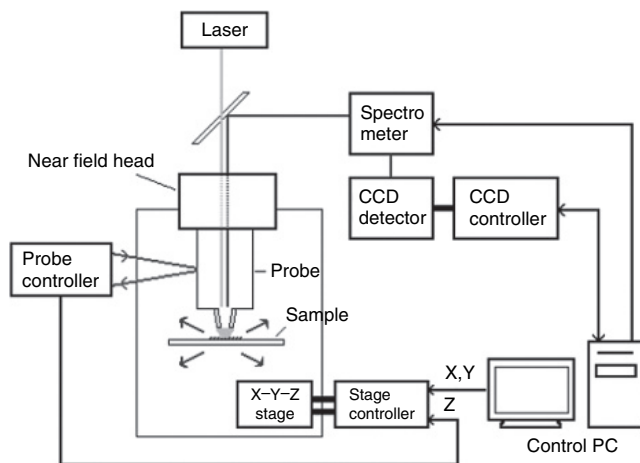 Laser
Spectro
meter
Near field head
CCD
detector
CCD
controller
Probe
controller
Probe
Sample
X–Y–Z
stage
Stage
controller
X,Y
Z
Control PC